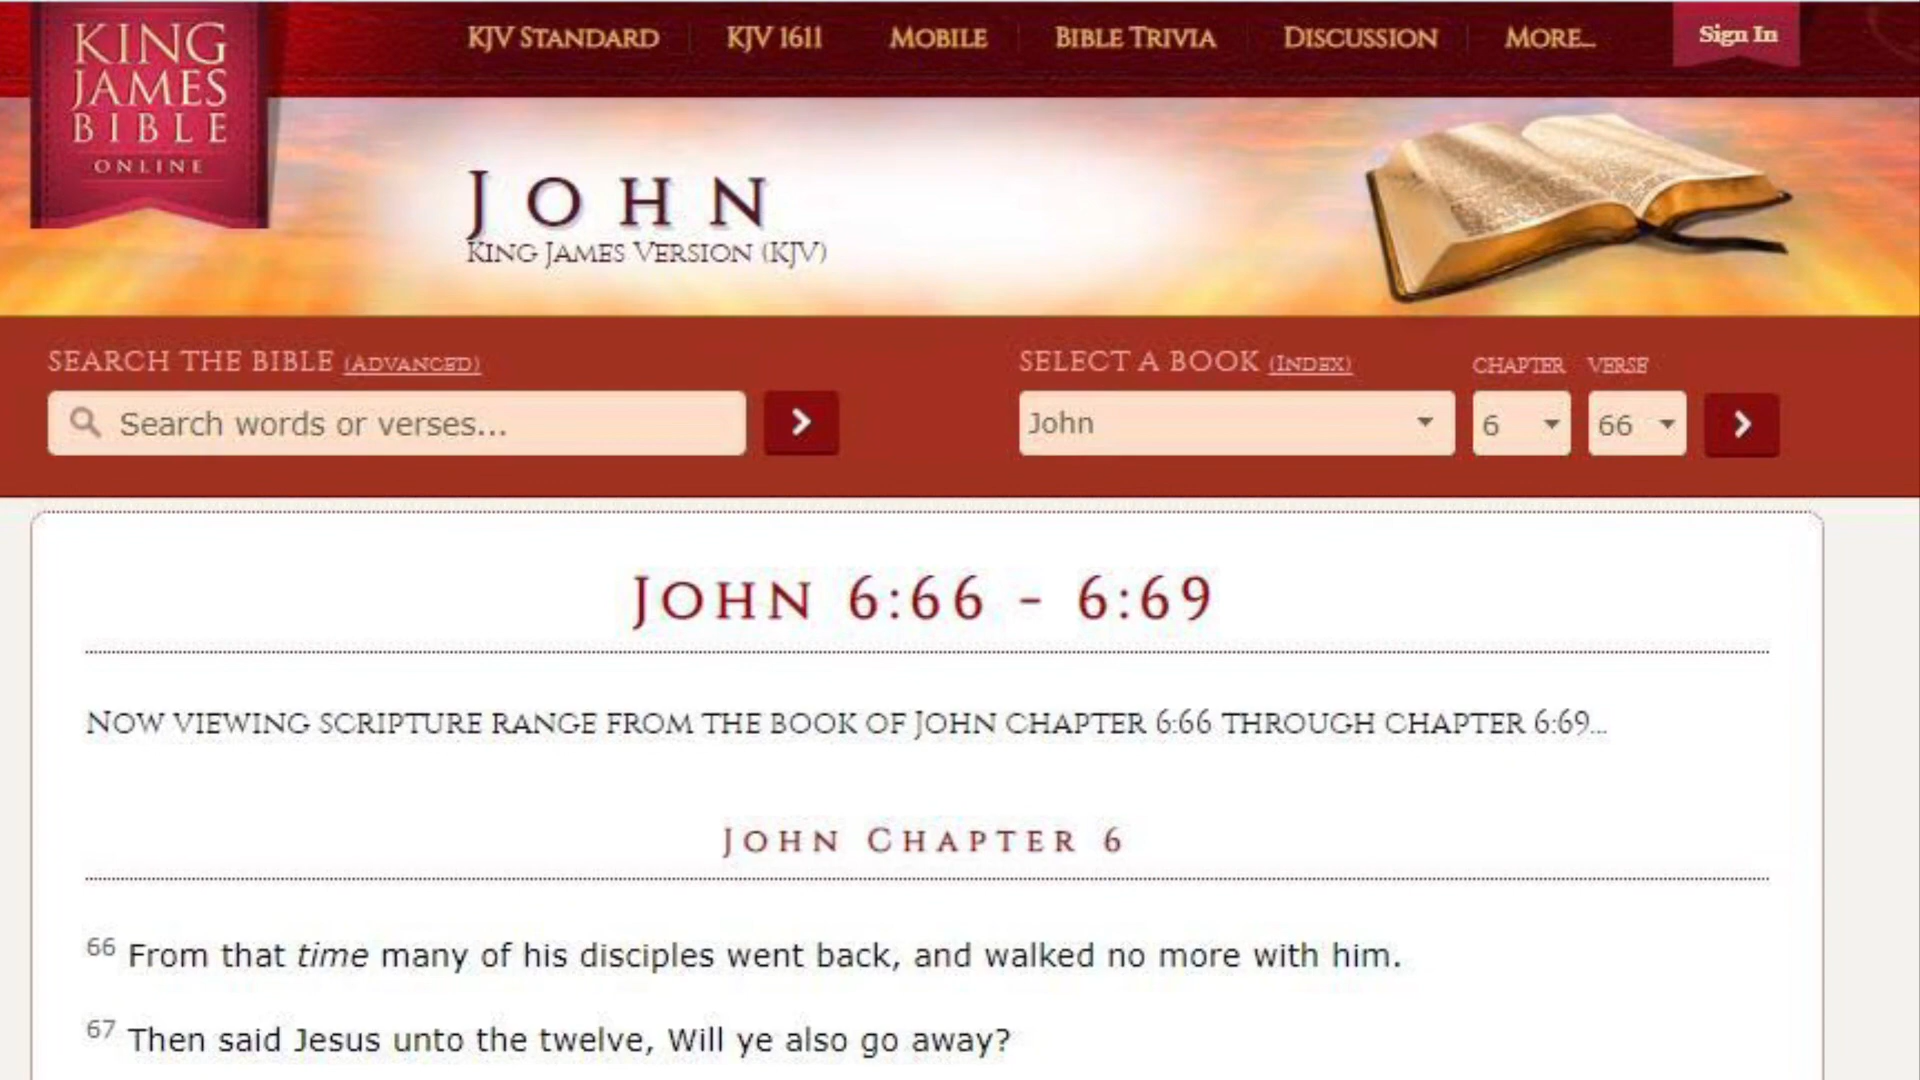 KING
JAMES
BIBLE
ONLINE
KJV STANDARD
KJV 1611
MOBILE
BIBLE TRIVIA
DISCUSSION
MORE...
Sign In
JOHN
KING JAMES VERSION (KJV)
SEARCH THE BIBLE (ADVANCED)
Search words or verses...
SELECT A BOOK (INDEX)
CHAPTER
VERSE
John
6
66
JOHN 6:66 - 6:69
NOW VIEWING SCRIPTURE RANGE FROM THE BOOK OF JOHN CHAPTER 6:66 THROUGH CHAPTER 6:69...
JOHN CHAPTER 6
66 From that time many of his disciples went back, and walked no more with him.
67 Then said Jesus unto the twelve, Will ye also go away?